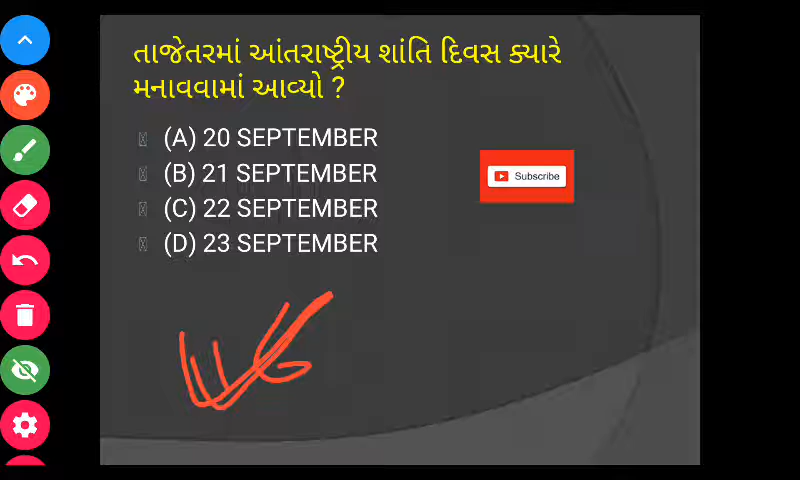 તાજેતરમાં આંતરાષ્ટ્રીય શાંતિ દિવસ ક્યારે
મનાવવામાં આવ્યો ?
(A) 20 SEPTEMBER
(B) 21 SEPTEMBER
Subscribe
(C) 22 SEPTEMBER
(D) 23 SEPTEMBER